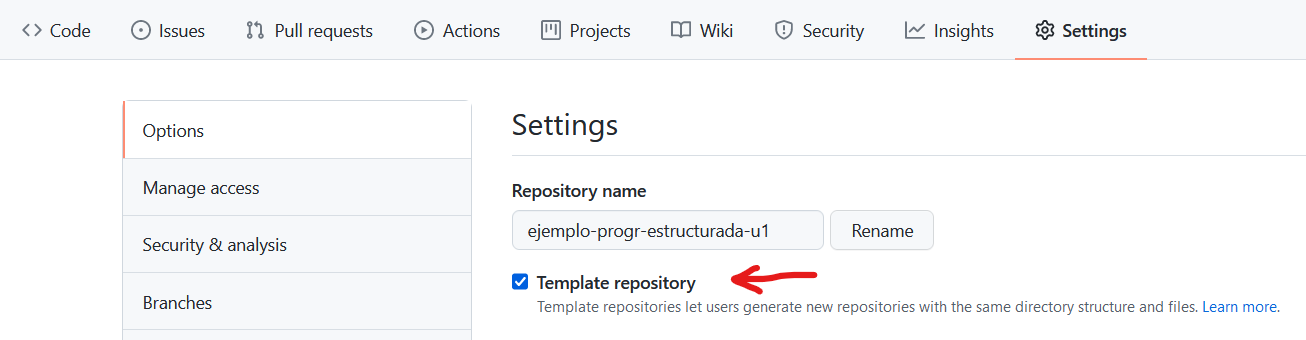 Code Issues Pull requests Actions Projects Wiki Security Insights Settings
Options
Manage access
Security & analysis
Branches
Settings
Repository name
ejemplo-progr-estructurada-u1 Rename
Template repository
Template repositories let users generate new repositories with the same directory structure and files. Learn more.